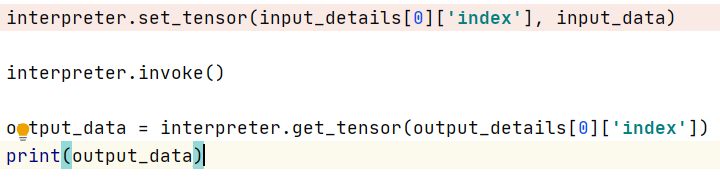 interpreter.set_tensor(input_details[0]['index'], input_data)
interpreter.invoke()
output_data = interpreter.get_tensor(output_details[0]['index'])
print(output_data)